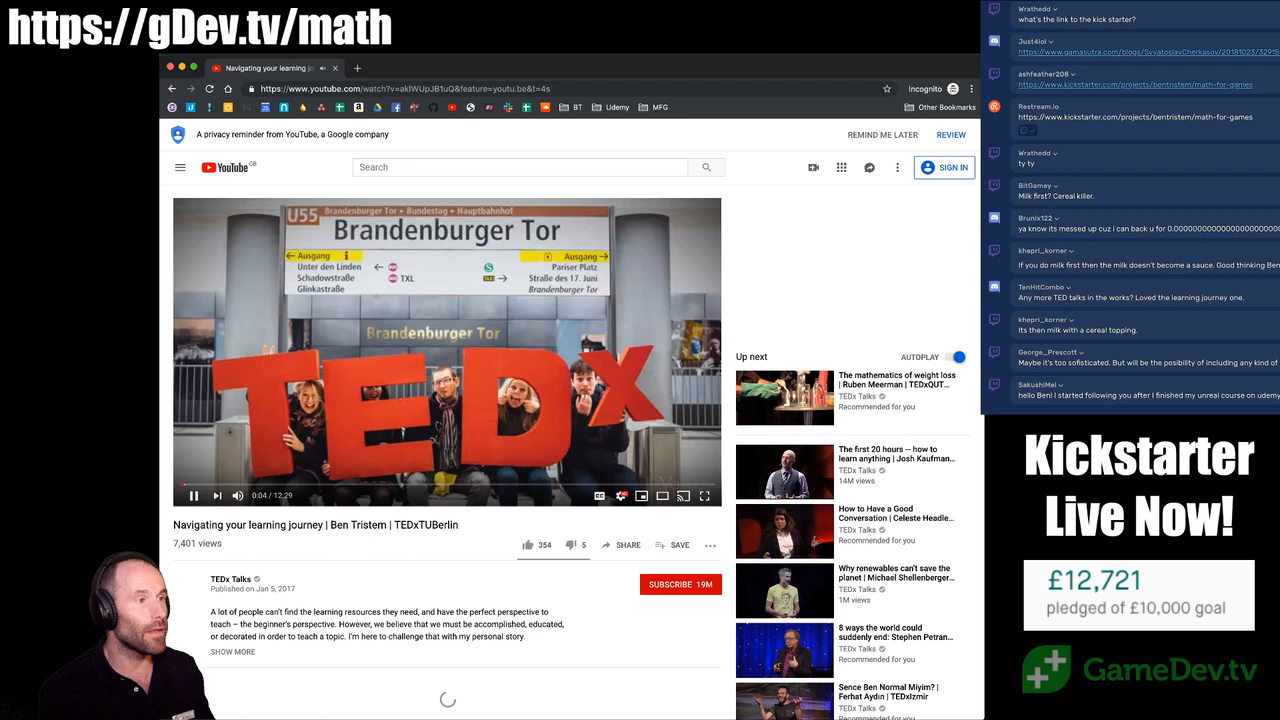 https://gDev.tv/math
Navigating your learning jo
https://www.youtube.com/watch?v=aklWUpJB1uQ&feature=youtu.be&t=4s
Incognito
BT
Udemy
MFG
Other Bookmarks
A privacy reminder from YouTube, a Google company
REMIND ME LATER
REVIEW
YouTube GB
Search
SIGN IN
U55 Brandenburger Tor • Bundestag • Hauptbahnhof
Brandenburger Tor
Ausgang
Ausgang
Unter den Linden
Schadowstraße
Glinkastraße
TXL
Pariser Platz
Straße des 17. Juni
Brandenburger Tor
Brandenburger Tor
TEDx
0:04 / 12:29
Navigating your learning journey | Ben Tristem | TEDxTUBerlin
7,401 views
354
5
SHARE
SAVE
TEDx Talks
Published on Jan 5, 2017
SUBSCRIBE 19M
A lot of people can't find the learning resources they need, and have the perfect perspective to
teach – the beginner's perspective. However, we believe that we must be accomplished, educated,
or decorated in order to teach a topic. I'm here to challenge that with my personal story.
SHOW MORE
Up next
AUTOPLAY
The mathematics of weight loss
| Ruben Meerman | TEDxQUT...
TEDx Talks
Recommended for you
The first 20 hours -- how to
learn anything | Josh Kaufman...
TEDx Talks
14M views
How to Have a Good
Conversation | Celeste Headle...
TEDx Talks
Recommended for you
Why renewables can't save the
planet | Michael Shellenberger...
TEDx Talks
1M views
8 ways the world could
suddenly end: Stephen Petran...
TEDx Talks
Recommended for you
Sence Ben Normal Miyim? |
Ferhat Aydın | TEDxIzmir
TEDx Talks
Recommended for you
Wrathedd
what's the link to the kick starter?
Just4lol
https://www.gamasutra.com/blogs/SvyatoslavCherkasov/20181023/32915
ashfeather208
https://www.kickstarter.com/projects/bentristem/math-for-games
Restream.io
https://www.kickstarter.com/projects/bentristem/math-for-games
Wrathedd
ty ty
BitGamey
Milk first? Cereal killer.
Brunix122
ya know its messed up cuz i can back u for
khepri_korner
If you do milk first then the milk doesn't become a sauce. Good thinking Ben
TenHitCombo
Any more TED talks in the works? Loved the learning journey one.
khepri_korner
Its then milk with a cereal topping.
George_Prescott
Maybe it's too sofisticated. But will be the posibility of including any kind of
SakushiMei
hello Ben! I started following you after I finished my unreal course on udemy
Kickstarter
Live Now!
£12,721
pledged of £10,000 goal
GameDev.tv